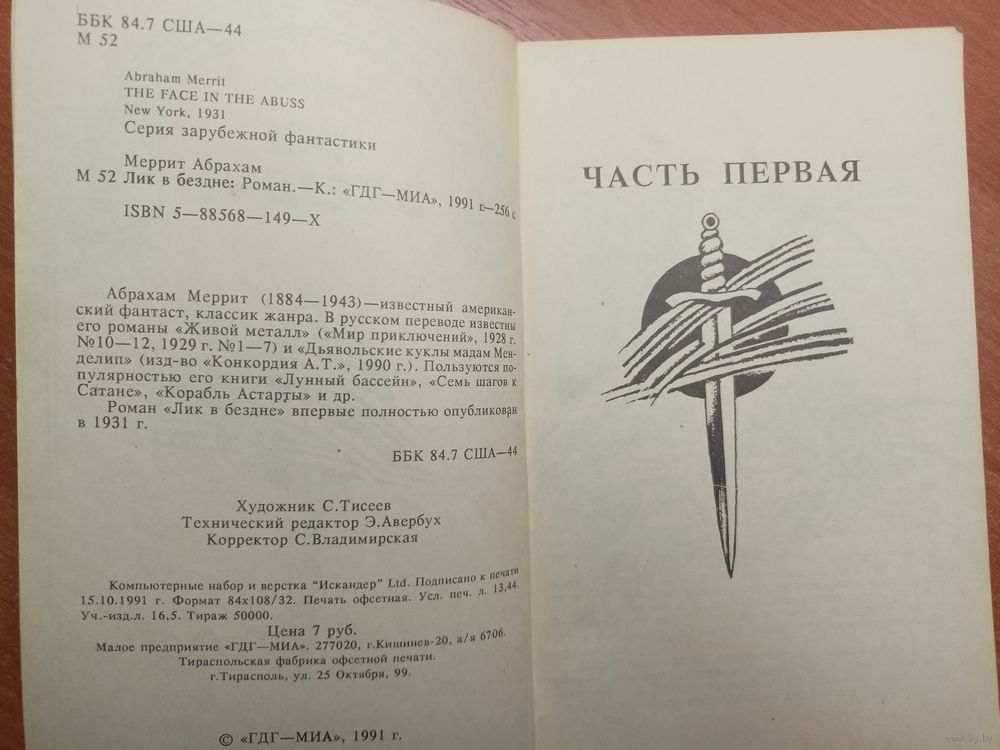 ББК 84.7 США—44
М 52
Abraham Merrit
THE FACE IN THE ABUSS
New York, 1931
Серия зарубежной фантастики
Меррит Абрахам
М 52 Лик в бездне: Роман.—К.: «ГДГ—МИА», 1991 г.—256 с
ISBN 5—88568—149—X
Абрахам Меррит (1884—1943)—известный американ-
ский фантаст, классик жанра. В русском переводе известны
его романы «Живой металл» («Мир приключений», 1928 г.
№10—12, 1929 г. №1—7) и «Дьявольские куклы мадам Мен-
делип» (изд-во «Конкордия А.Т.», 1990 г.). Пользуются по-
пулярностью его книги «Лунный бассейн», «Семь шагов к
Сатане», «Корабль Астарты» и др.
Роман «Лик в бездне» впервые полностью опубликован
в 1931 г.
ББК 84.7 США—44
Художник С.Тисеев
Технический редактор Э.Авербух
Корректор С.Владимирская
Компьютерные набор и верстка "Искандер" Ltd. Подписано к печати
15.10.1991 г. Формат 84х108/32. Печать офсетная. Усл. печ. л. 13,44.
Уч.-изд.л. 16,5. Тираж 50000.
Цена 7 руб.
Малое предприятие «ГДГ—МИА». 277020, г.Кишинев-20, а/я 6706.
Тираспольская фабрика офсетной печати.
г.Тирасполь, ул. 25 Октября, 99.
© «ГДГ—МИА», 1991 г.
ЧАСТЬ ПЕРВАЯ
www.ay.by